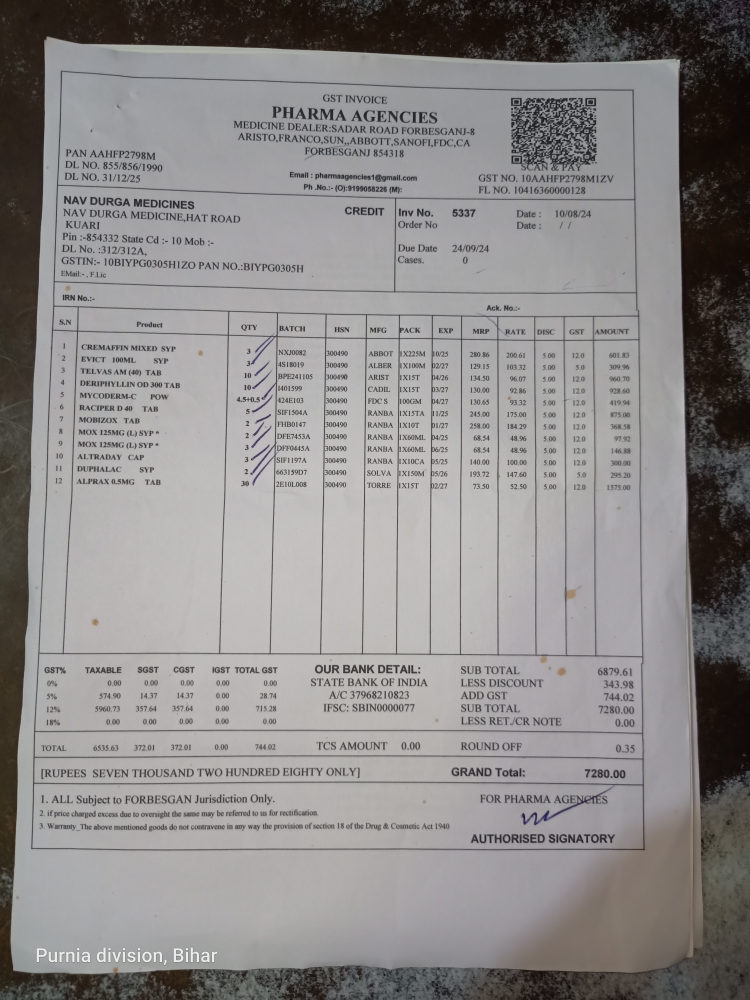 GST INVOICE
PHARMA AGENCIES
MEDICINE DEALER:SADAR ROAD FORBESGANJ-8
ARISTO,FRANCO,SUN,,ABBOTT,SANOFI,FDC,CA
FORBESGANJ 854318
PAN AAHFP2798M
DL NO. 855/856/1990
DL NO. 31/12/25
Email : pharmaagencies1@gmail.com
Ph .No.:- (O):9199058226 (M):
SCAN & PAY
GST NO. 10AAHFP2798M1ZV
FL NO. 10416360000128
NAV DURGA MEDICINES
NAV DURGA MEDICINE,HAT ROAD
KUARI
Pin :-854332 State Cd :- 10 Mob :-
DL No. :312/312A,
GSTIN:- 10BIYPG0305H1ZO PAN NO.:BIYPG0305H
EMail:- , F.Lic
CREDIT
Inv No. 5337 Date : 10/08/24
Order No Date : / /
Due Date 24/09/24
Cases. 0
IRN No.:- Ack. No.:-
S.N Product QTY BATCH HSN MFG PACK EXP MRP RATE DISC GST AMOUNT
1 CREMAFFIN MIXED SYP 3 NXJ0082 300490 ABBOT 1X225M 10/25 280.86 200.61 5.00 12.0 601.83
2 EVICT 100ML SYP 3 4S18019 300490 ALBER 1X100M 02/26 129.15 103.32 5.00 5.0 309.96
3 TELVAS AM (40) TAB 10 BPE241105 300490 ARIST 1X15T 04/26 134.50 96.07 5.00 12.0 960.70
4 DERIPHYLLIN OD 300 TAB 10 J401599 300490 CADIL 1X15T 03/27 130.00 92.86 5.00 12.0 928.60
5 MYCODERM-C POW 4.5+0.5 424E103 300490 FDC S 100GM 04/27 130.65 93.32 5.00 12.0 419.94
6 RACIPER D 40 TAB 5 SIF1504A 300490 RANBA 1X15TA 11/25 245.00 175.00 5.00 12.0 875.00
7 MOBIZOX TAB 2 FHB0147 300490 RANBA 1X10T 01/27 258.00 184.29 5.00 12.0 368.58
8 MOX 125MG (L) SYP * 2 DFE7453A 300490 RANBA 1X60ML 04/25 68.54 48.96 5.00 12.0 97.92
9 MOX 125MG (L) SYP * 3 DFF0445A 300490 RANBA 1X60ML 06/25 68.54 48.96 5.00 12.0 146.88
10 ALTRADAY CAP 3 SIF1197A 300490 RANBA 1X10CA 05/25 140.00 100.00 5.00 12.0 300.00
11 DUPHALAC SYP 2 663159D7 300490 SOLVA 1X150M 05/26 193.72 147.60 5.00 5.0 295.20
12 ALPRAX 0.5MG TAB 30 2E10L008 300490 TORRE 1X15T 02/27 73.50 52.50 5.00 12.0 1575.00
GST% TAXABLE SGST CGST IGST TOTAL GST
0% 0.00 0.00 0.00 0.00 0.00
5% 574.90 14.37 14.37 0.00 28.74
12% 5960.73 357.64 357.64 0.00 715.28
18% 0.00 0.00 0.00 0.00 0.00
TOTAL 6535.63 372.01 372.01 0.00 744.02
OUR BANK DETAIL:
STATE BANK OF INDIA
A/C 37968210823
IFSC: SBIN0000077
TCS AMOUNT 0.00
SUB TOTAL 6879.61
LESS DISCOUNT 343.98
ADD GST 744.02
SUB TOTAL 7280.00
LESS RET./CR NOTE 0.00
ROUND OFF 0.35
[RUPEES SEVEN THOUSAND TWO HUNDRED EIGHTY ONLY] GRAND Total: 7280.00
1. ALL Subject to FORBESGAN Jurisdiction Only.
2. if price charged excess due to oversight the same may be referred to us for rectification.
3. Warranty_The above mentioned goods do not contravene in any way the provision of section 18 of the Drug & Cosmetic Act 1940
FOR PHARMA AGENCIES
AUTHORISED SIGNATORY
Purnia division, Bihar